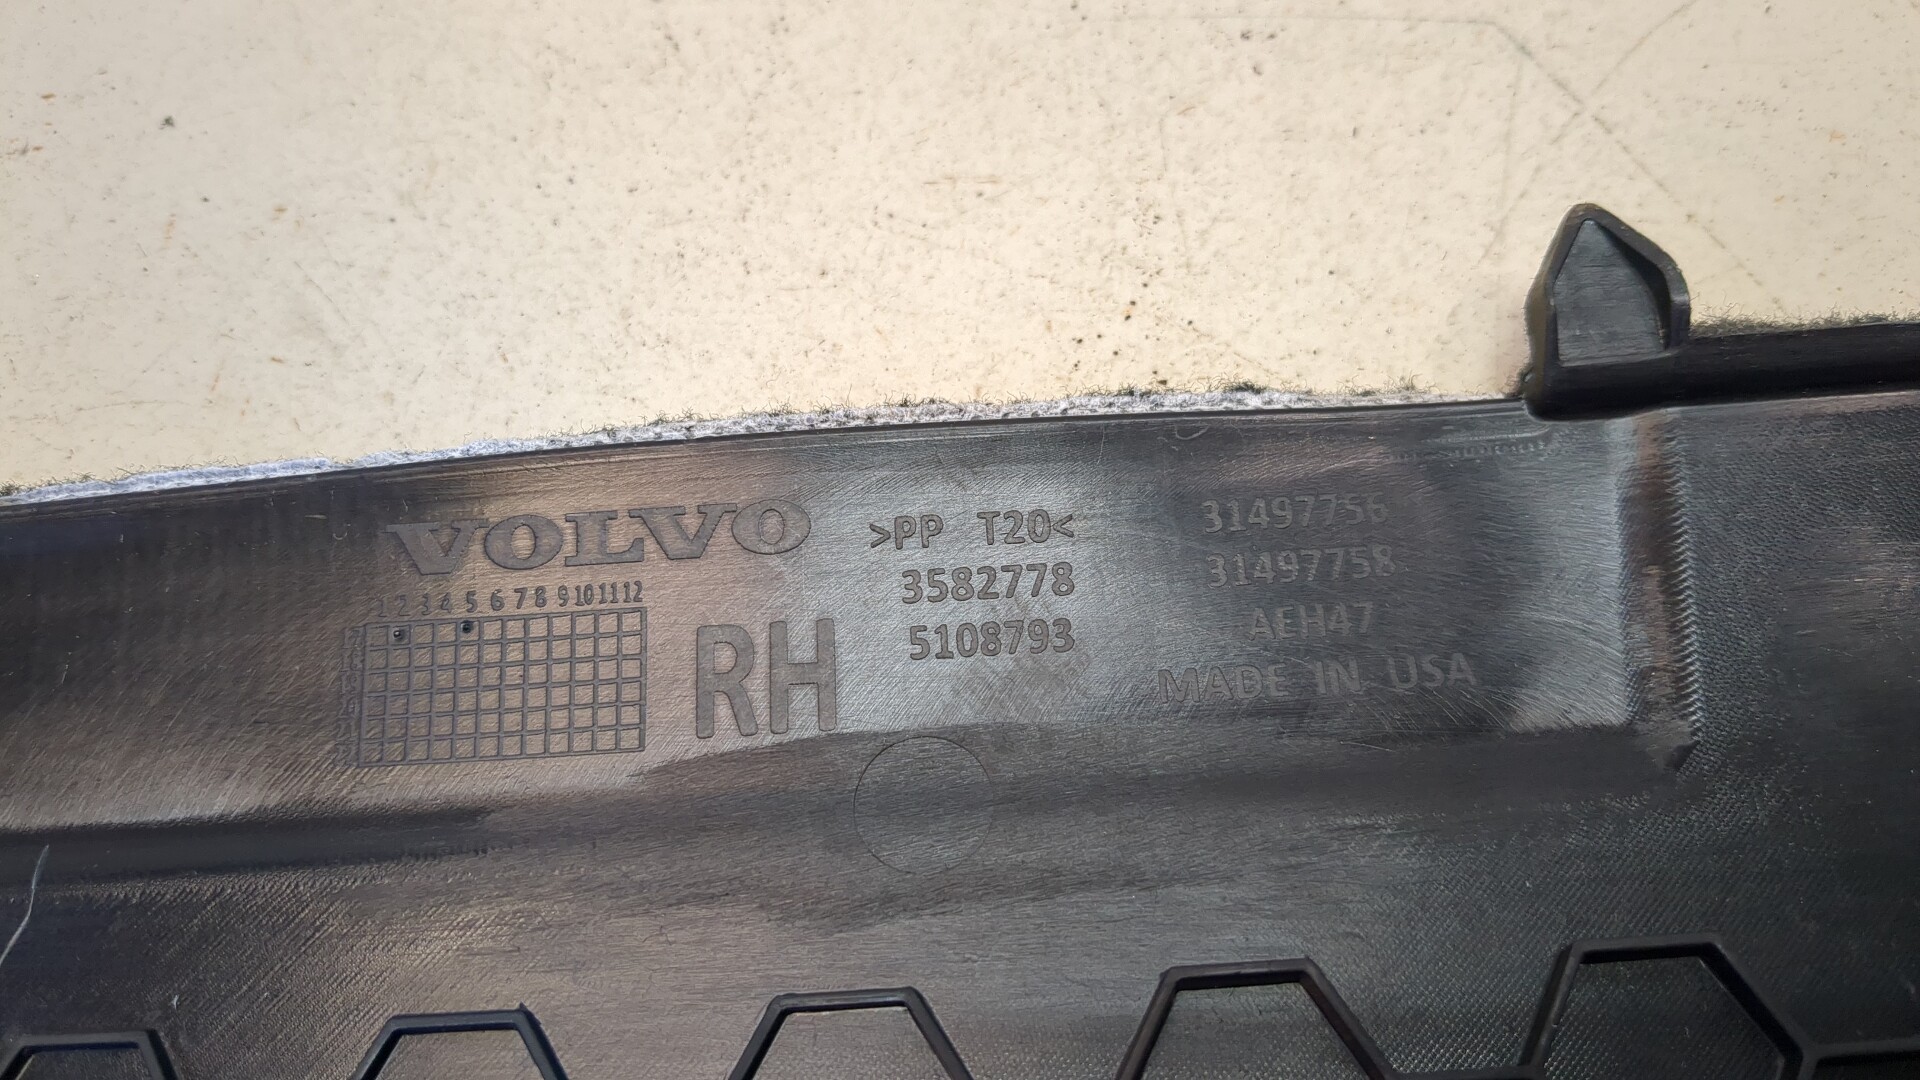 VOLVO
1 2 3 4 5 6 7 8 9 10 11 12
RH
>PP T20<
3582778
5108793
31497756
31497758
AEH47
MADE IN USA